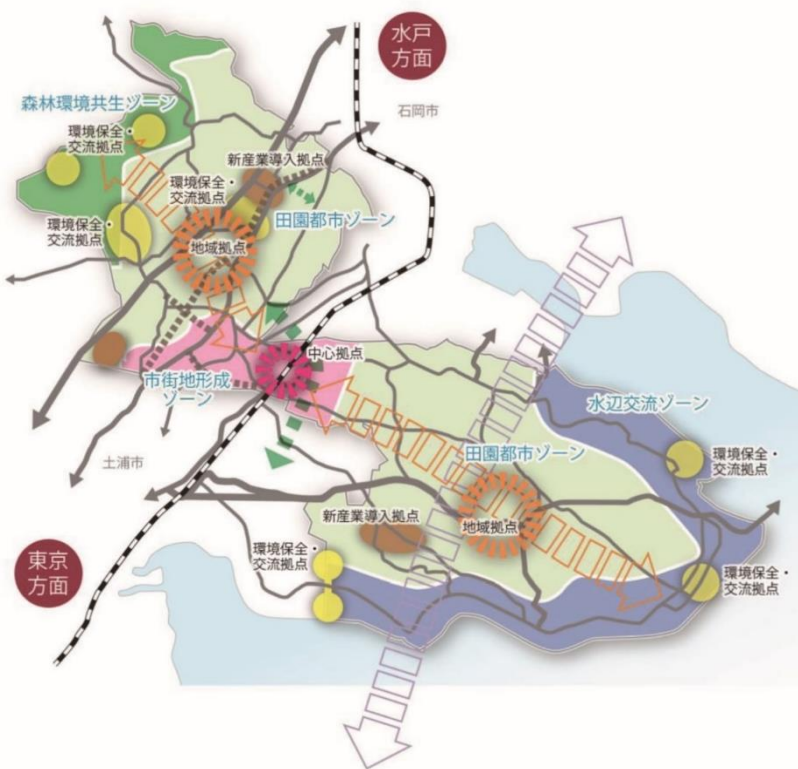 水戸
方面
石岡市
森林環境共生ゾーン
環境保全・
交流拠点
新産業導入拠点
環境保全・
交流拠点
環境保全・
交流拠点
田園都市ゾーン
地域拠点
中心拠点
市街地形成
ゾーン
水辺交流ゾーン
土浦市
田園都市ゾーン
環境保全・
交流拠点
新産業導入拠点
地域拠点
環境保全・
交流拠点
東京
方面
環境保全・
交流拠点